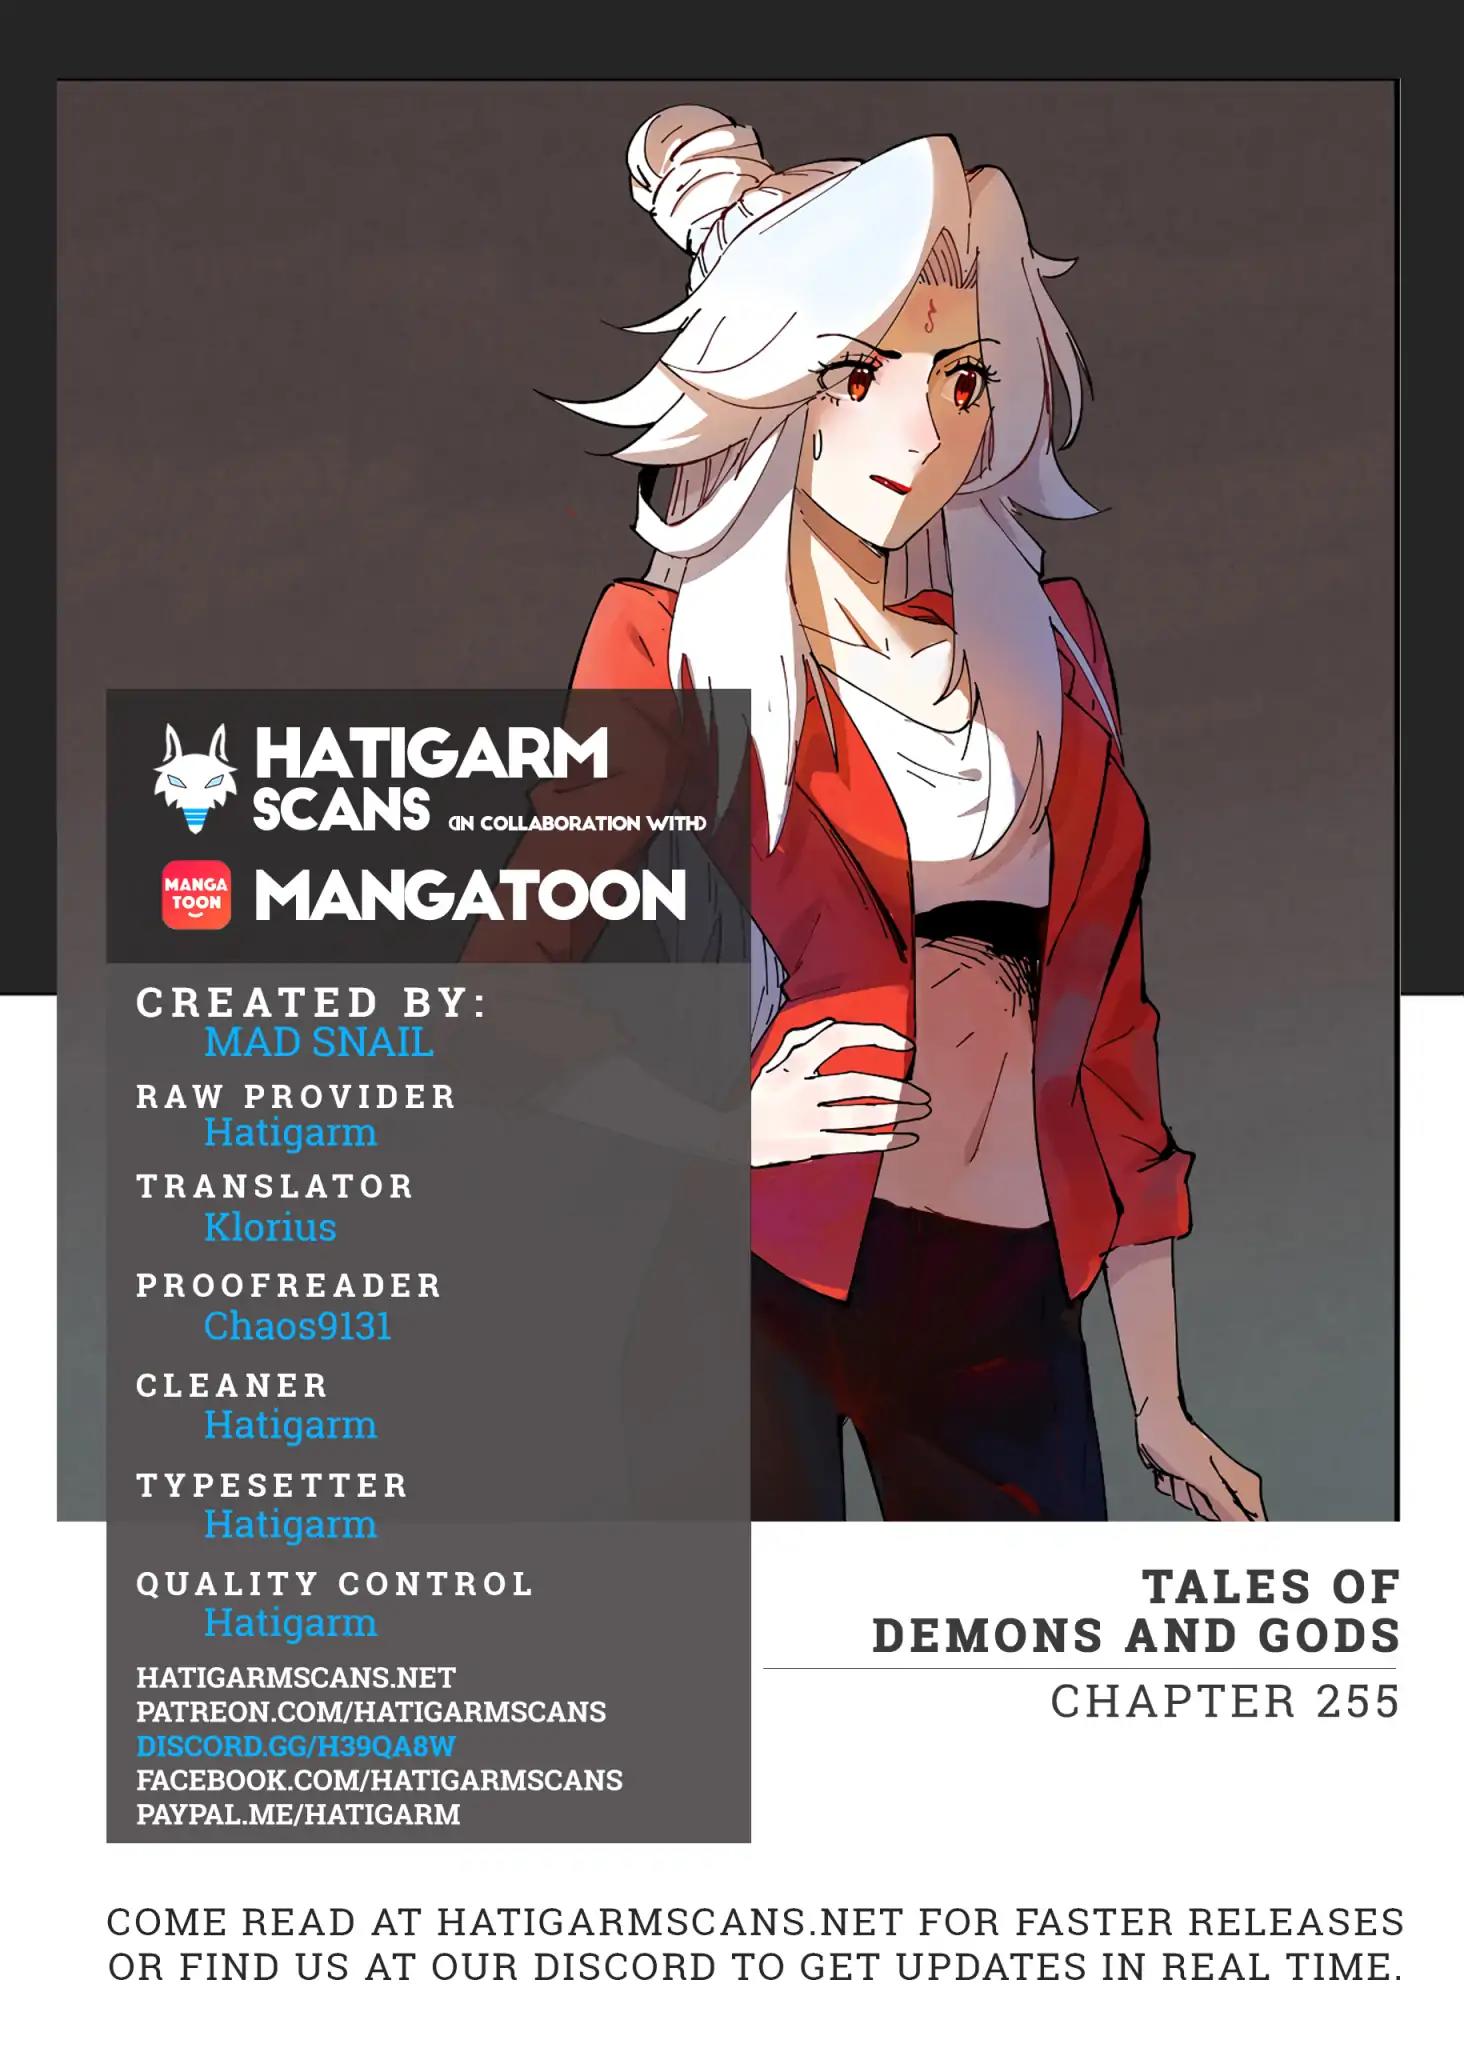 HATIGARM
SCANS (IN COLLABORATION WITH)
MANGA
TOON
MANGATOON
CREATED BY:
MAD SNAIL
RAW PROVIDER
Hatigarm
TRANSLATOR
Klorius
PROOFREADER
Chaos9131
CLEANER
Hatigarm
TYPESETTER
Hatigarm
QUALITY CONTROL
Hatigarm
HATIGARMSCANS.NET
PATREON.COM/HATIGARMSCANS
DISCORD.GG/H39QA8W
FACEBOOK.COM/HATIGARMSCANS
PAYPAL.ME/HATIGARM
TALES OF
DEMONS AND GODS
CHAPTER 255
COME READ AT HATIGARMSCANS.NET FOR FASTER RELEASES
OR FIND US AT OUR DISCORD TO GET UPDATES IN REAL TIME.